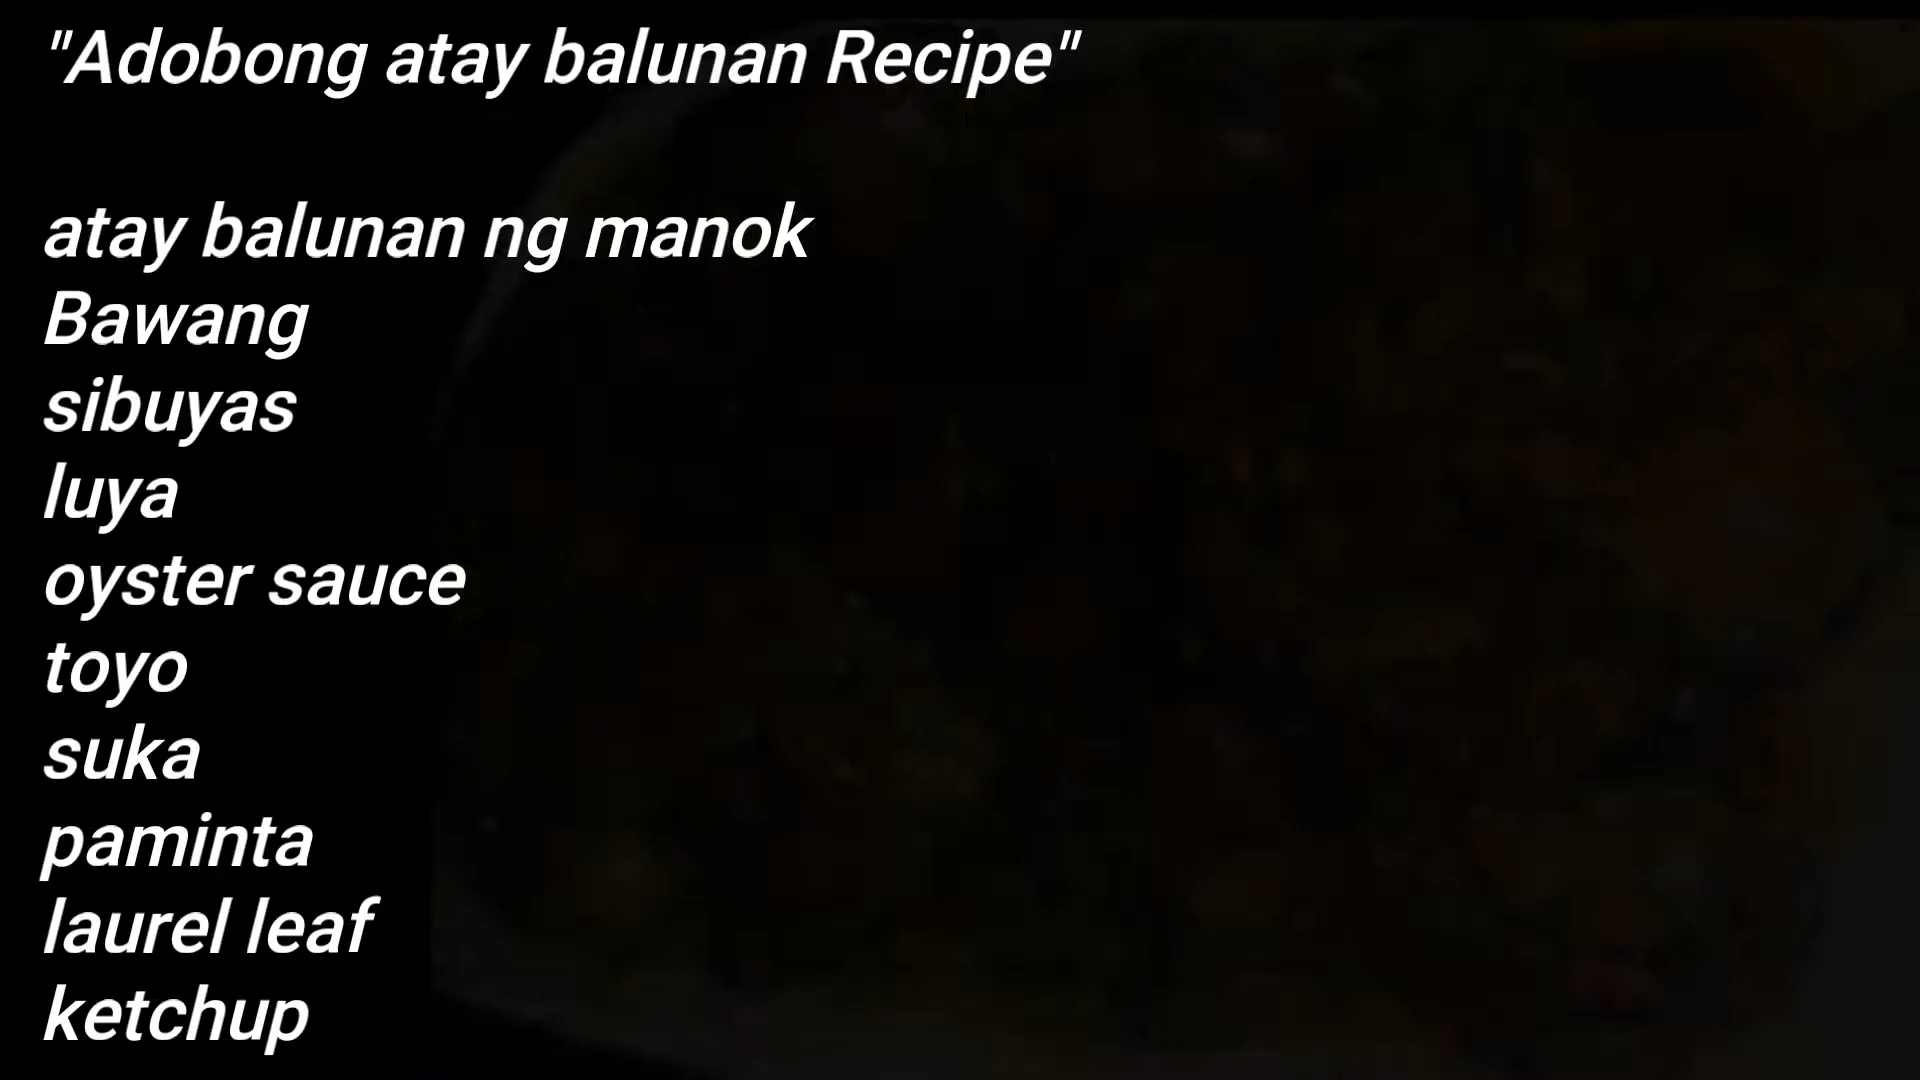 "Adobong atay balunan Recipe"
atay balunan ng manok
Bawang
sibuyas
luya
oyster sauce
toyo
suka
paminta
laurel leaf
ketchup